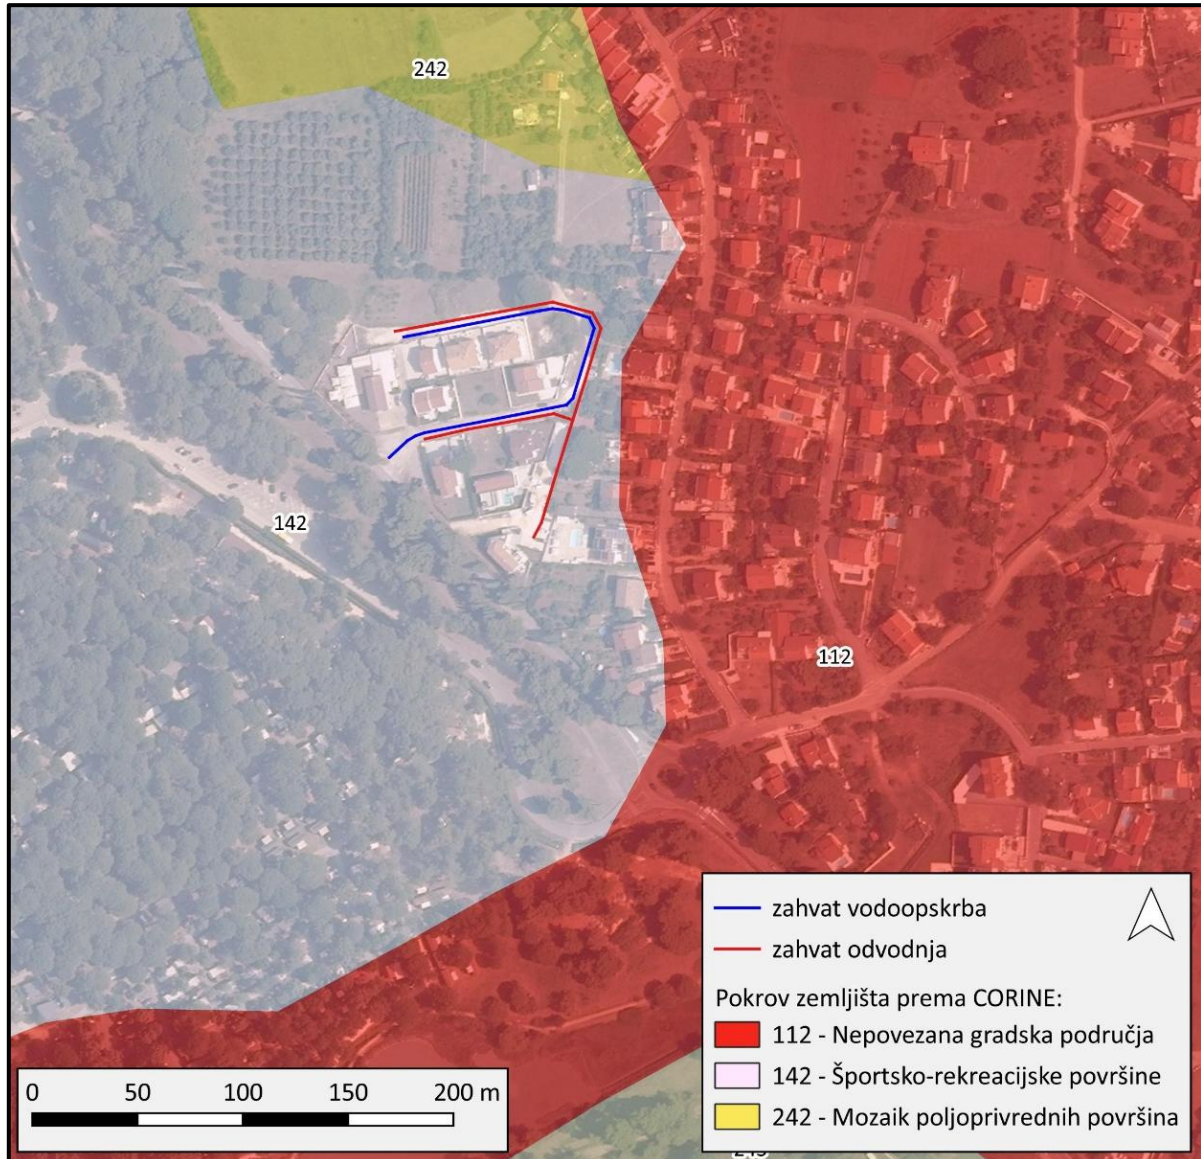 242
142
112
zahvat vodoopskrba
zahvat odvodnja
Pokrov zemljišta prema CORINE:
112 - Nepovezana gradska područja
142 - Športsko-rekreacijske površine
242 - Mozaik poljoprivrednih površina
0 50 100 150 200 m